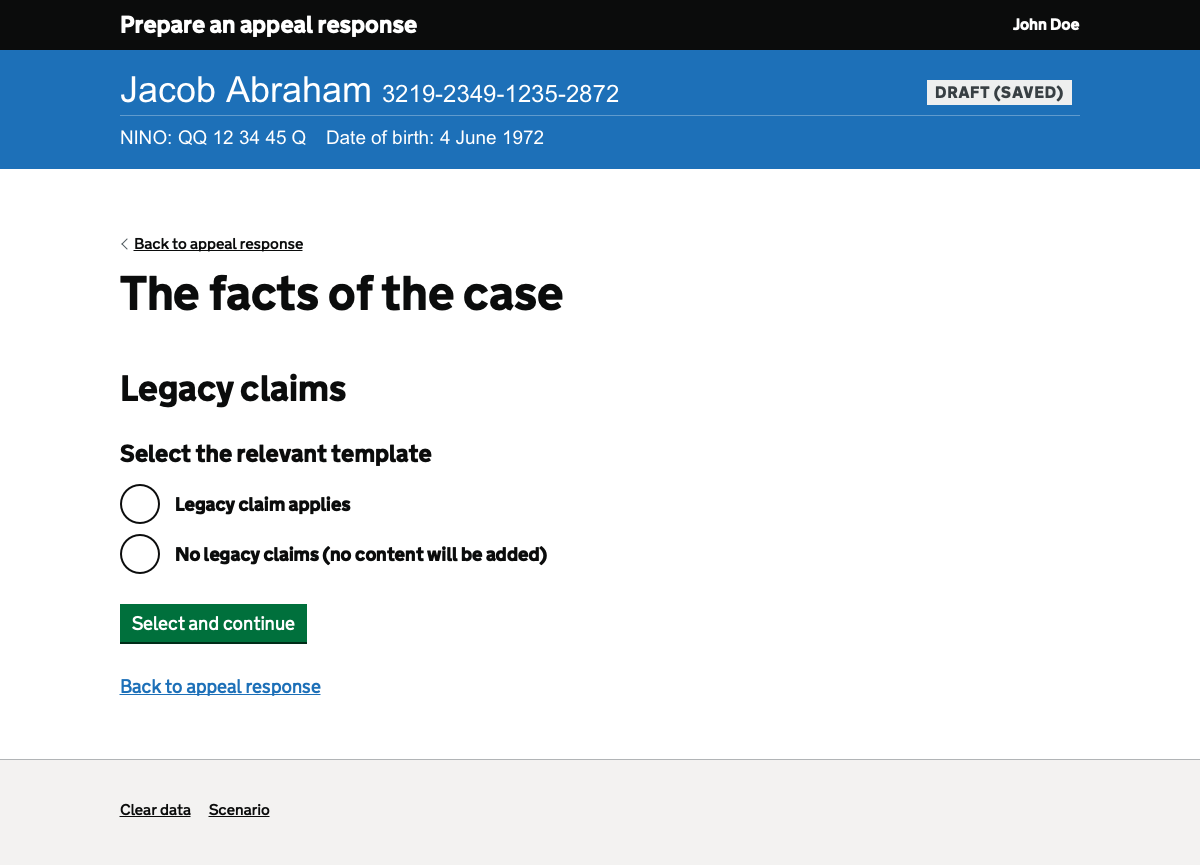 Prepare an appeal response John Doe
Jacob Abraham 3219-2349-1235-2872 DRAFT (SAVED)
NINO: QQ 12 34 45 Q Date of birth: 4 June 1972
Back to appeal response
The facts of the case
Legacy claims
Select the relevant template
Legacy claim applies
No legacy claims (no content will be added)
Select and continue
Back to appeal response
Clear data Scenario